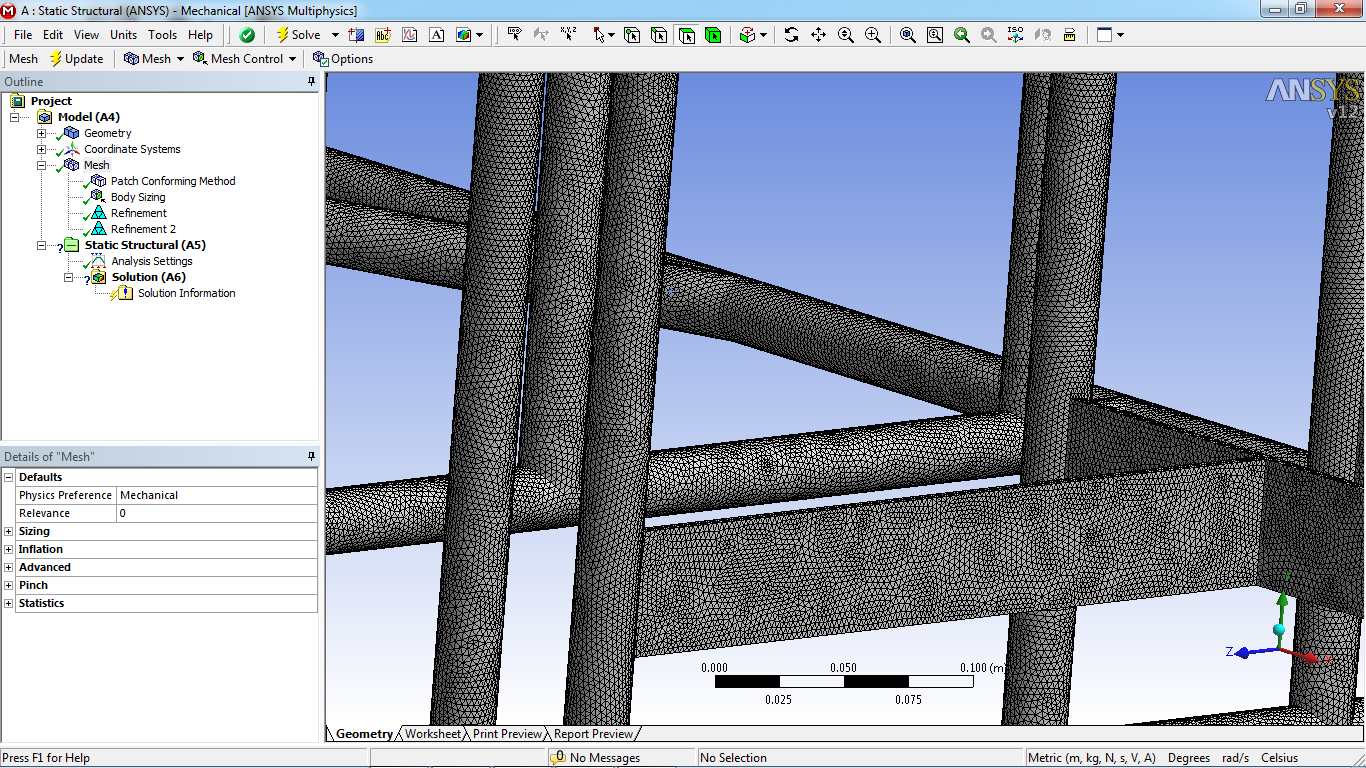 A : Static Structural (ANSYS) - Mechanical [ANSYS Multiphysics]
File Edit View Units Tools Help Solve
Mesh Update Mesh Mesh Control Options
Outline
Project
Model (A4)
Geometry
Coordinate Systems
Mesh
Patch Conforming Method
Body Sizing
Refinement
Refinement 2
Static Structural (A5)
Analysis Settings
Solution (A6)
Solution Information
Details of "Mesh"
Defaults
Physics Preference Mechanical
Relevance 0
Sizing
Inflation
Advanced
Pinch
Statistics
ANSYS
v12
0.000 0.050 0.100 (m)
0.025 0.075
Z
Geometry Worksheet Print Preview Report Preview
Press F1 for Help 0 No Messages No Selection Metric (m, kg, N, s, V, A) Degrees rad/s Celsius